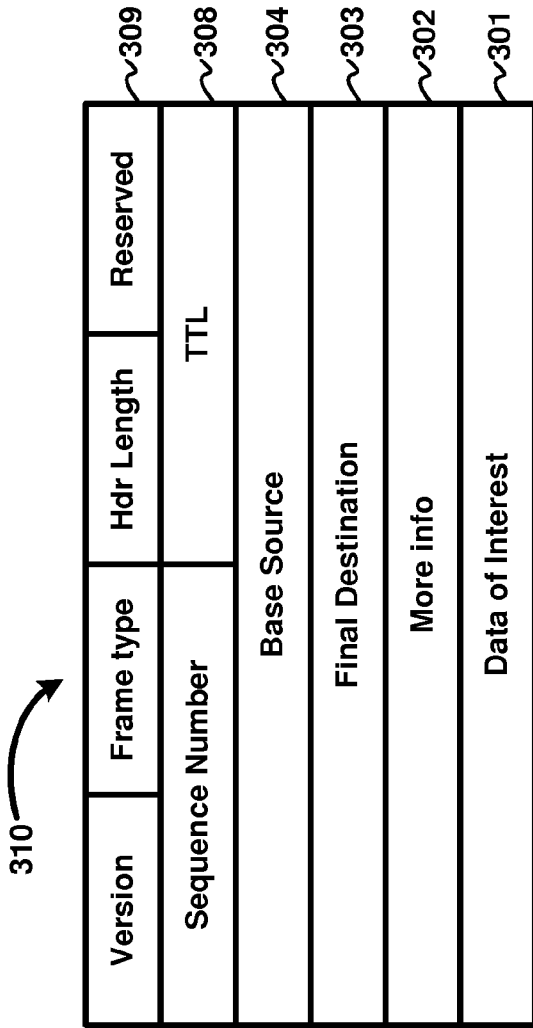 310
Version Frame type Hdr Length Reserved 309
Sequence Number TTL 308
Base Source 304
Final Destination 303
More info 302
Data of Interest 301